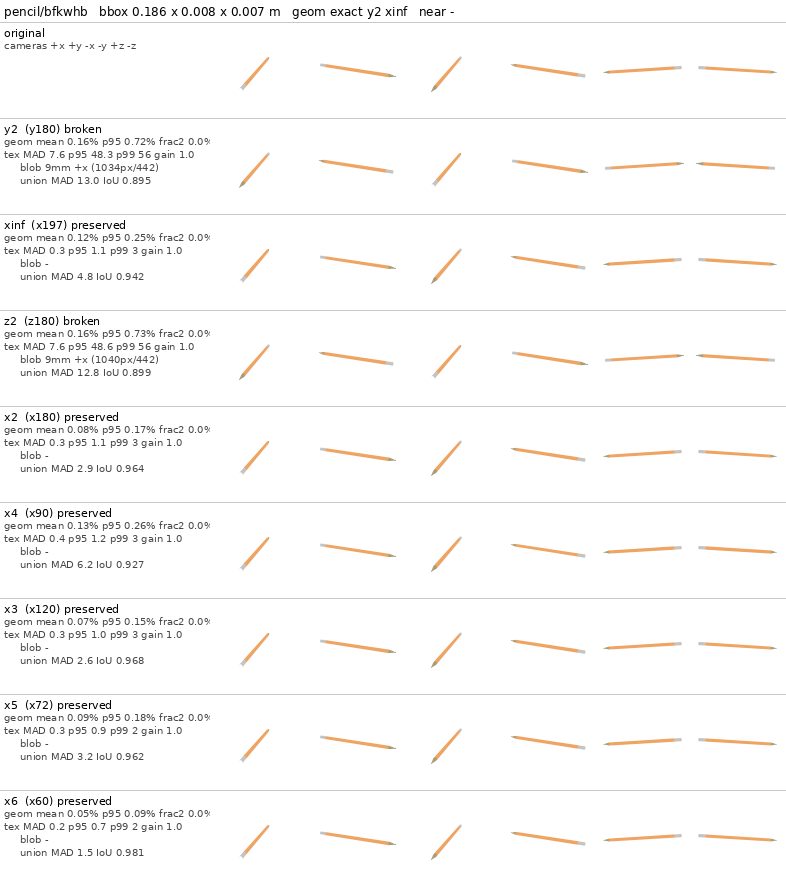 pencil/bfkwhb   bbox 0.186 x 0.008 x 0.007 m   geom exact y2 xinf   near -
original
cameras +x +y -x -y +z -z
y2  (y180) broken
geom mean 0.16% p95 0.72% frac2 0.0%
tex MAD 7.6 p95 48.3 p99 56 gain 1.0
blob 9mm +x (1034px/442)
union MAD 13.0 IoU 0.895
xinf  (x197) preserved
geom mean 0.12% p95 0.25% frac2 0.0%
tex MAD 0.3 p95 1.1 p99 3 gain 1.0
blob -
union MAD 4.8 IoU 0.942
z2  (z180) broken
geom mean 0.16% p95 0.73% frac2 0.0%
tex MAD 7.6 p95 48.6 p99 56 gain 1.0
blob 9mm +x (1040px/442)
union MAD 12.8 IoU 0.899
x2  (x180) preserved
geom mean 0.08% p95 0.17% frac2 0.0%
tex MAD 0.3 p95 1.1 p99 3 gain 1.0
blob -
union MAD 2.9 IoU 0.964
x4  (x90) preserved
geom mean 0.13% p95 0.26% frac2 0.0%
tex MAD 0.4 p95 1.2 p99 3 gain 1.0
blob -
union MAD 6.2 IoU 0.927
x3  (x120) preserved
geom mean 0.07% p95 0.15% frac2 0.0%
tex MAD 0.3 p95 1.0 p99 3 gain 1.0
blob -
union MAD 2.6 IoU 0.968
x5  (x72) preserved
geom mean 0.09% p95 0.18% frac2 0.0%
tex MAD 0.3 p95 0.9 p99 2 gain 1.0
blob -
union MAD 3.2 IoU 0.962
x6  (x60) preserved
geom mean 0.05% p95 0.09% frac2 0.0%
tex MAD 0.2 p95 0.7 p99 2 gain 1.0
blob -
union MAD 1.5 IoU 0.981